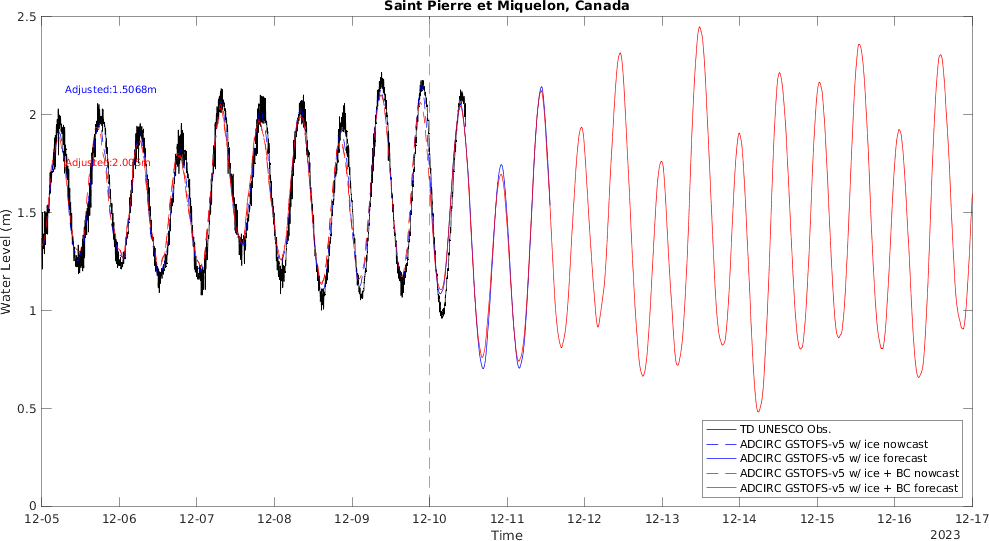 Saint Pierre et Miquelon, Canada
2.5
2
1.5
1
0.5
0
Water Level (m)
Adjusted:1.5068m
TD UNESCO Obs.
ADCIRC GSTOFS-v5 w/ ice nowcast
ADCIRC GSTOFS-v5 w/ ice forecast
ADCIRC GSTOFS-v5 w/ ice + BC nowcast
ADCIRC GSTOFS-v5 w/ ice + BC forecast
12-05 12-06 12-07 12-08 12-09 12-10 12-11 12-12 12-13 12-14 12-15 12-16 12-17
Time
2023